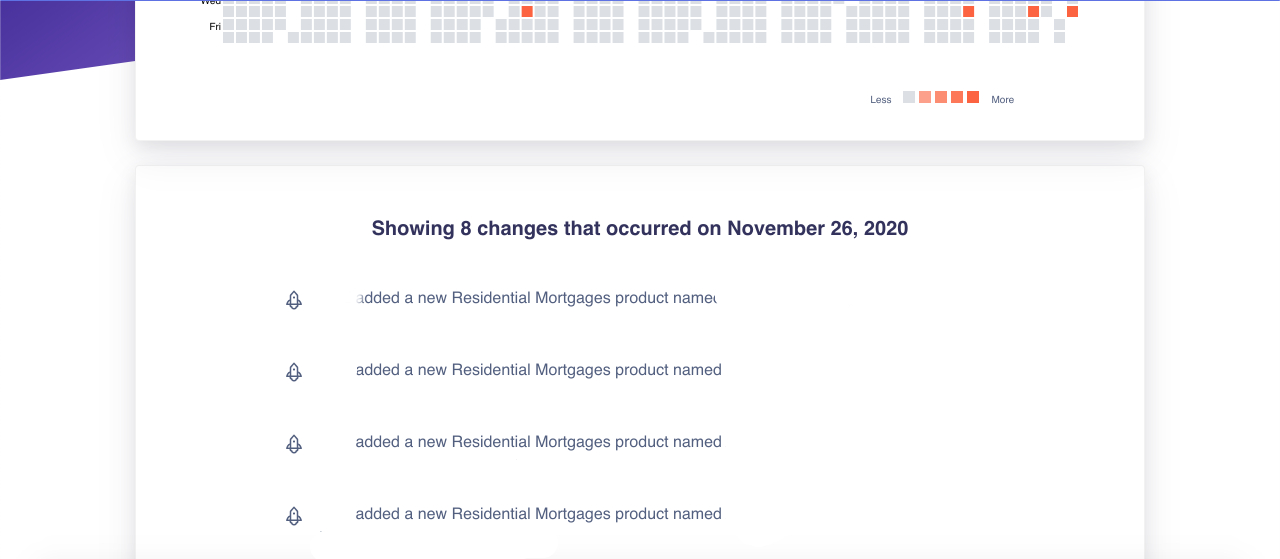 Wed
Fri
Less More
Showing 8 changes that occurred on November 26, 2020
added a new Residential Mortgages product named
added a new Residential Mortgages product named
added a new Residential Mortgages product named
added a new Residential Mortgages product named